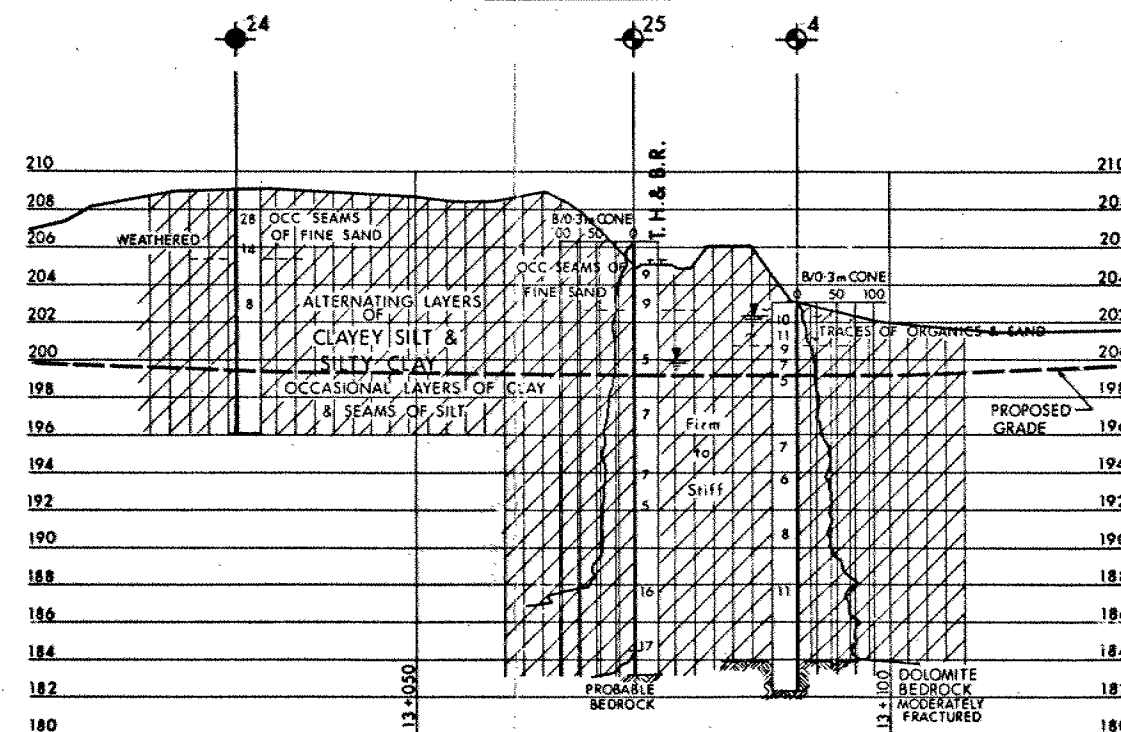 24
25
4
T.H.& B.R.
210
210
208
206
204
202
200
198
196
194
192
190
188
186
184
182
180
WEATHERED
28
14
8
OCC SEAMS
OF FINE SAND
ALTERNATING LAYERS
OF
CLAYEY SILT &
SILTY CLAY
OCCASIONAL LAYERS OF CLAY
& SEAMS OF SILT
B/0·3m CONE
00 50 0
OCC SEAMS OF
FINE SAND
9
9
5
7
7
5
16
17
Firm
to
Stiff
B/0·3m CONE
0 50 100
10
11
9
7
5
7
6
8
11
TRACES OF ORGANICS & SAND
PROPOSED
GRADE
PROBABLE
BEDROCK
DOLOMITE
BEDROCK
MODERATELY
FRACTURED
13+050
13+100